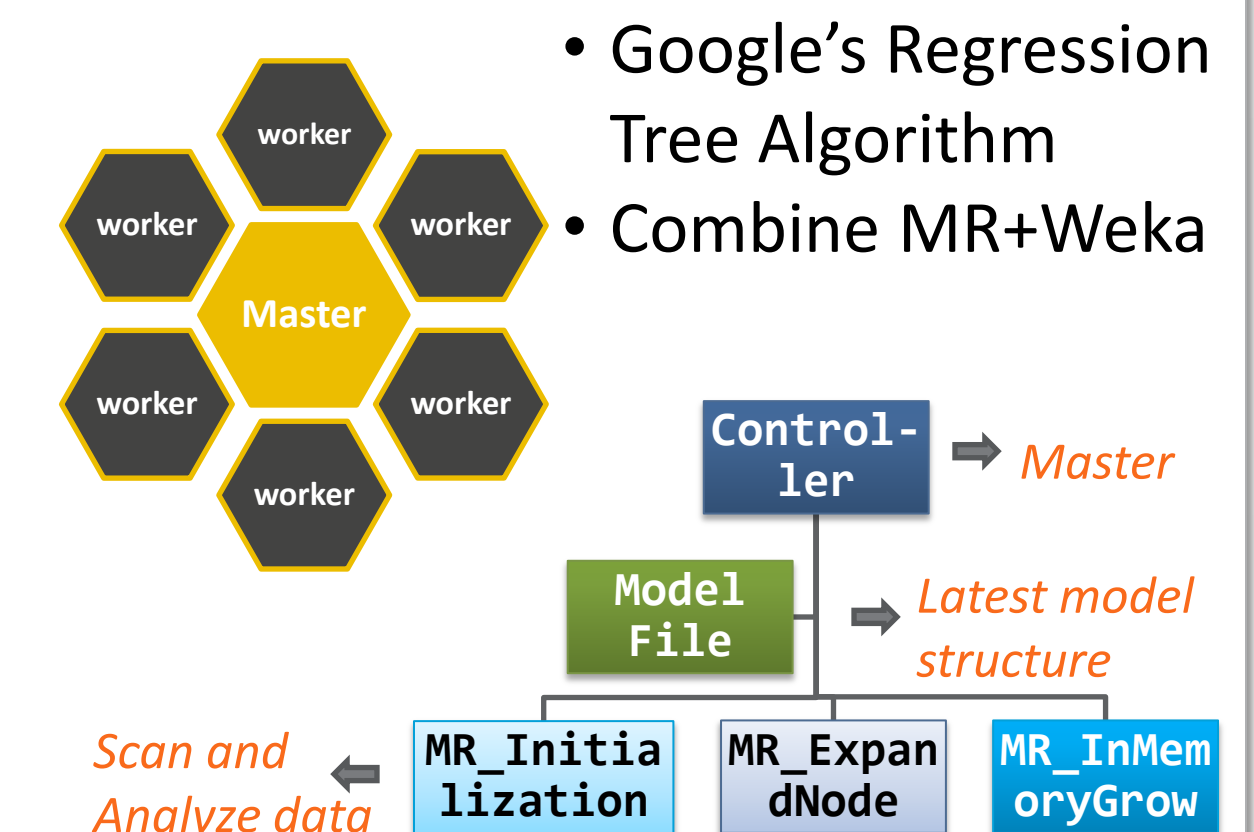 • Google’s Regression
Tree Algorithm
• Combine MR+Weka
worker
worker
worker
Master
worker
worker
worker
Control-
ler
Master
Model
File
Latest model
structure
Scan and
Analyze data
MR_Initia
lization
MR_Expan
dNode
MR_InMem
oryGrow